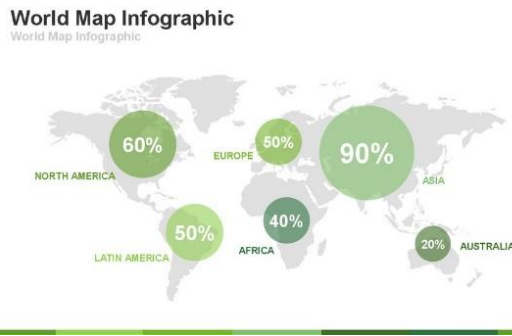 World Map Infographic
World Map Infographic
60%
NORTH AMERICA
50%
EUROPE
90%
ASIA
50%
LATIN AMERICA
40%
AFRICA
20%
AUSTRALIA